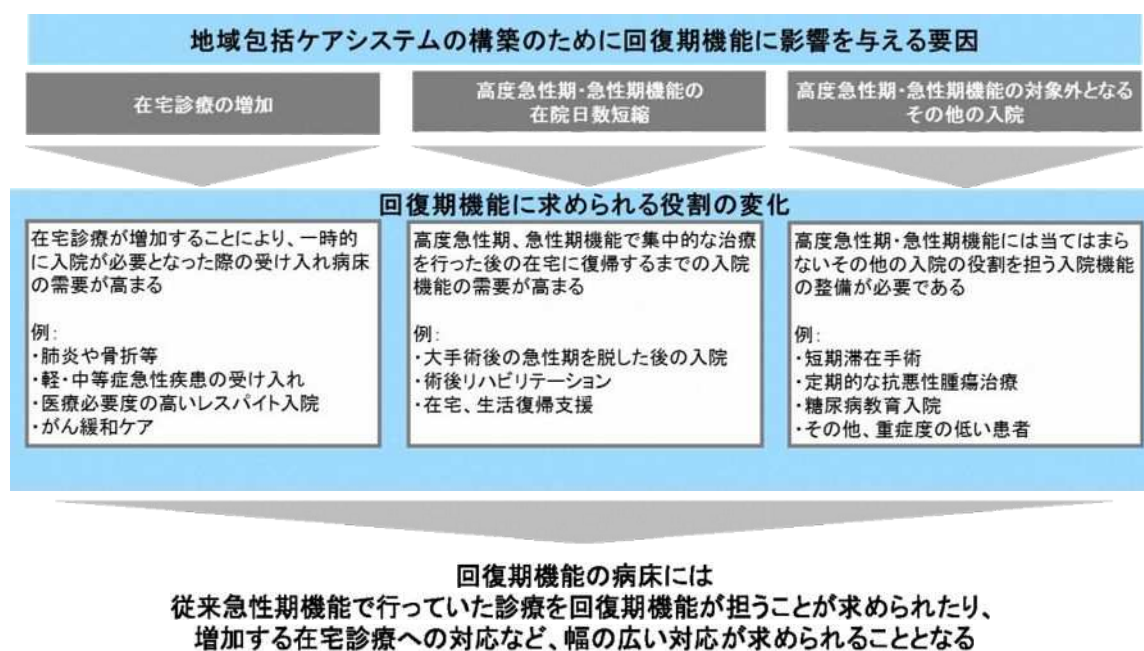 地域包括ケアシステムの構築のために回復期機能に影響を与える要因
在宅診療の増加
高度急性期・急性期機能の
在院日数短縮
高度急性期・急性期機能の対象外となる
その他の入院
回復期機能に求められる役割の変化
在宅診療が増加することにより、一時的
に入院が必要となった際の受け入れ病床
の需要が高まる
例:
・肺炎や骨折等
・軽・中等症急性疾患の受け入れ
・医療必要度の高いレスパイト入院
・がん緩和ケア
高度急性期、急性期機能で集中的な治療
を行った後の在宅に復帰するまでの入院
機能の需要が高まる
例:
・大手術後の急性期を脱した後の入院
・術後リハビリテーション
・在宅、生活復帰支援
高度急性期・急性期機能には当てはまら
ないその他の入院の役割を担う入院機能
の整備が必要である
例:
・短期滞在手術
・定期的な抗悪性腫瘍治療
・糖尿病教育入院
・その他、重症度の低い患者
回復期機能の病床には
従来急性期機能で行っていた診療を回復期機能が担うことが求められたり、
増加する在宅診療への対応など、幅の広い対応が求められることとなる